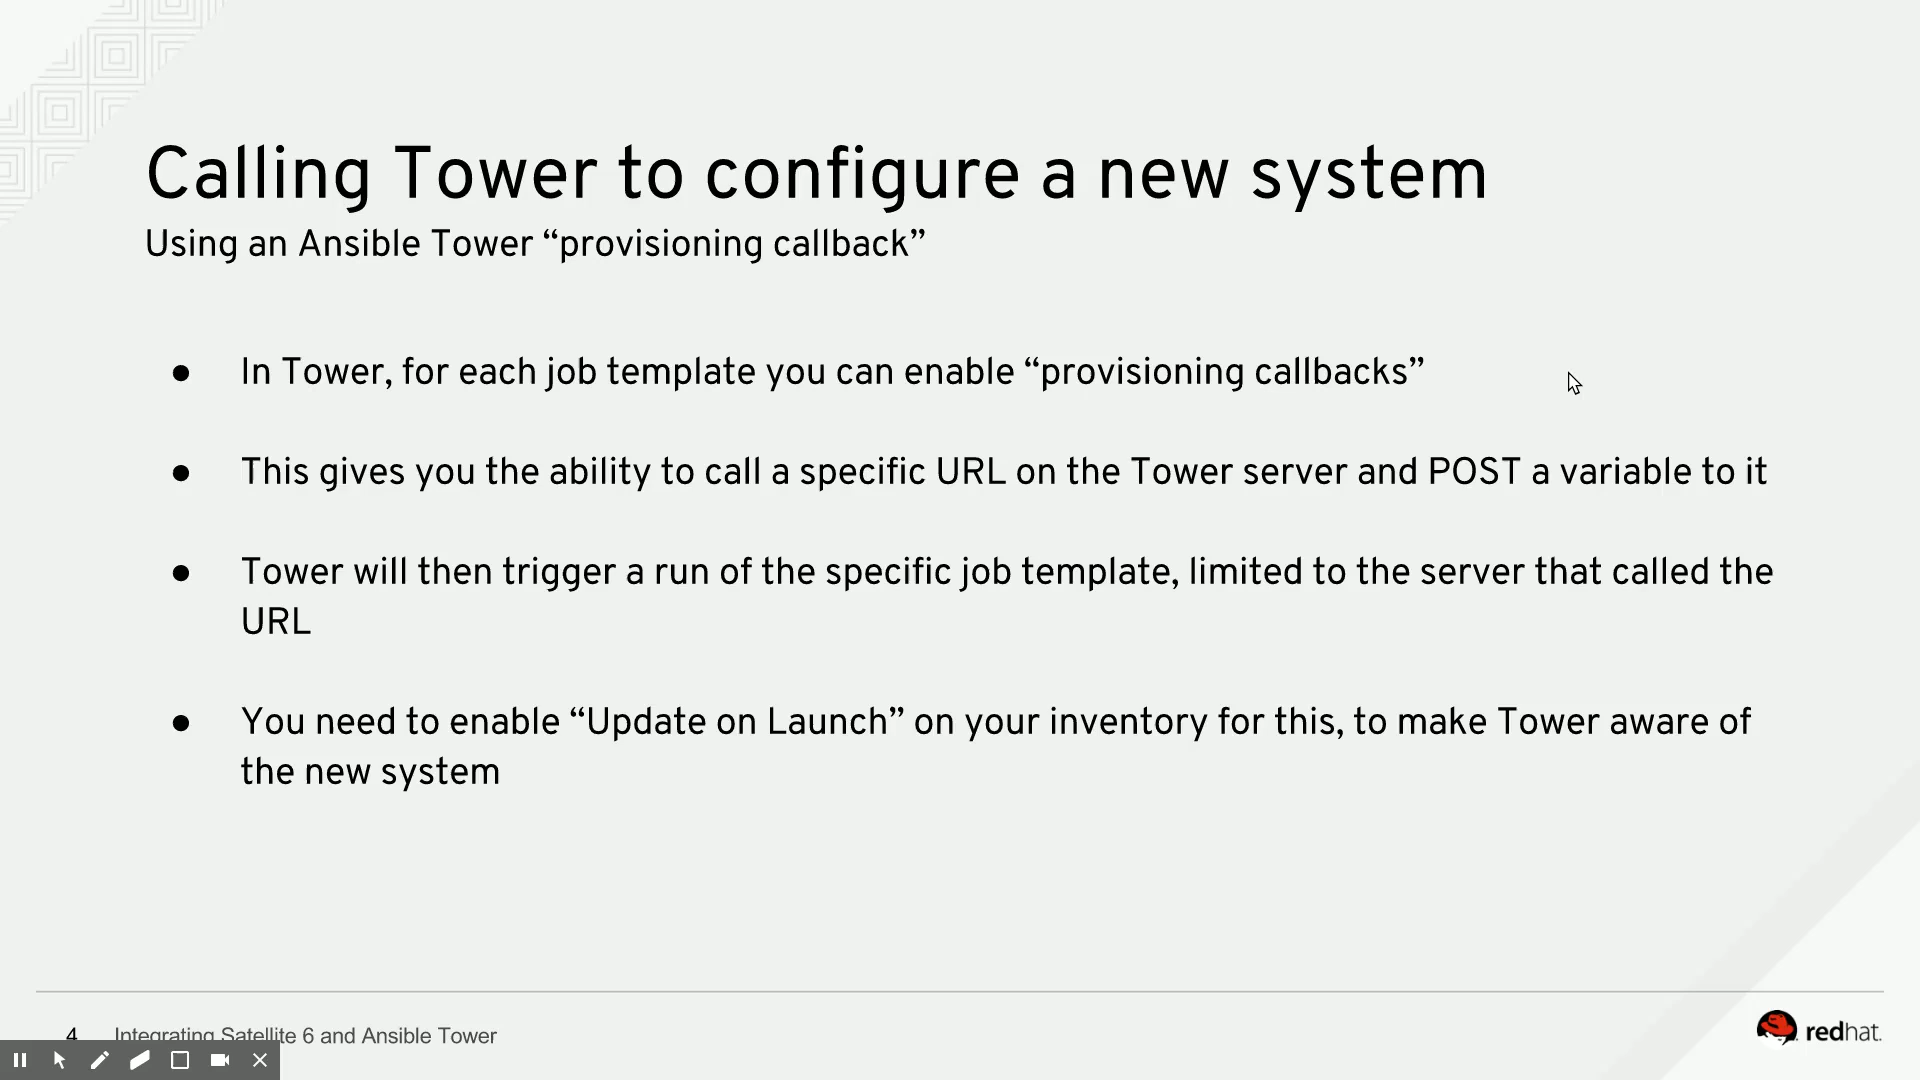 Calling Tower to configure a new system
Using an Ansible Tower “provisioning callback”
● In Tower, for each job template you can enable “provisioning callbacks”
● This gives you the ability to call a specific URL on the Tower server and POST a variable to it
● Tower will then trigger a run of the specific job template, limited to the server that called the
URL
● You need to enable “Update on Launch” on your inventory for this, to make Tower aware of
the new system
4 Integrating Satellite 6 and Ansible Tower
redhat.